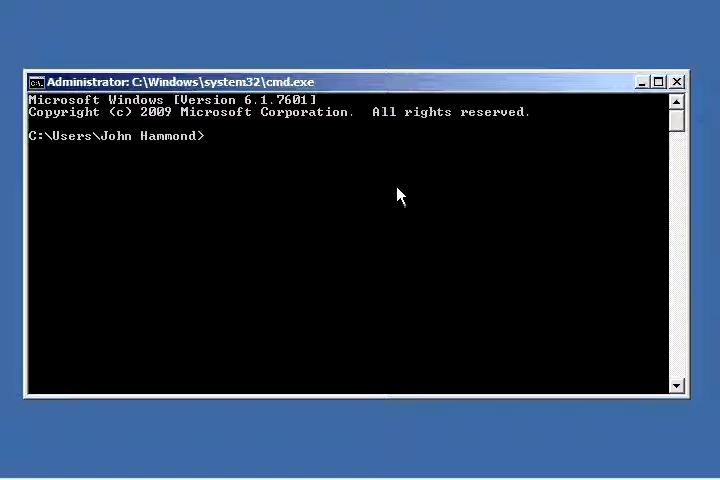 Administrator: C:\Windows\system32\cmd.exe
Microsoft Windows [Version 6.1.7601]
Copyright (c) 2009 Microsoft Corporation.  All rights reserved.
C:\Users\John Hammond>